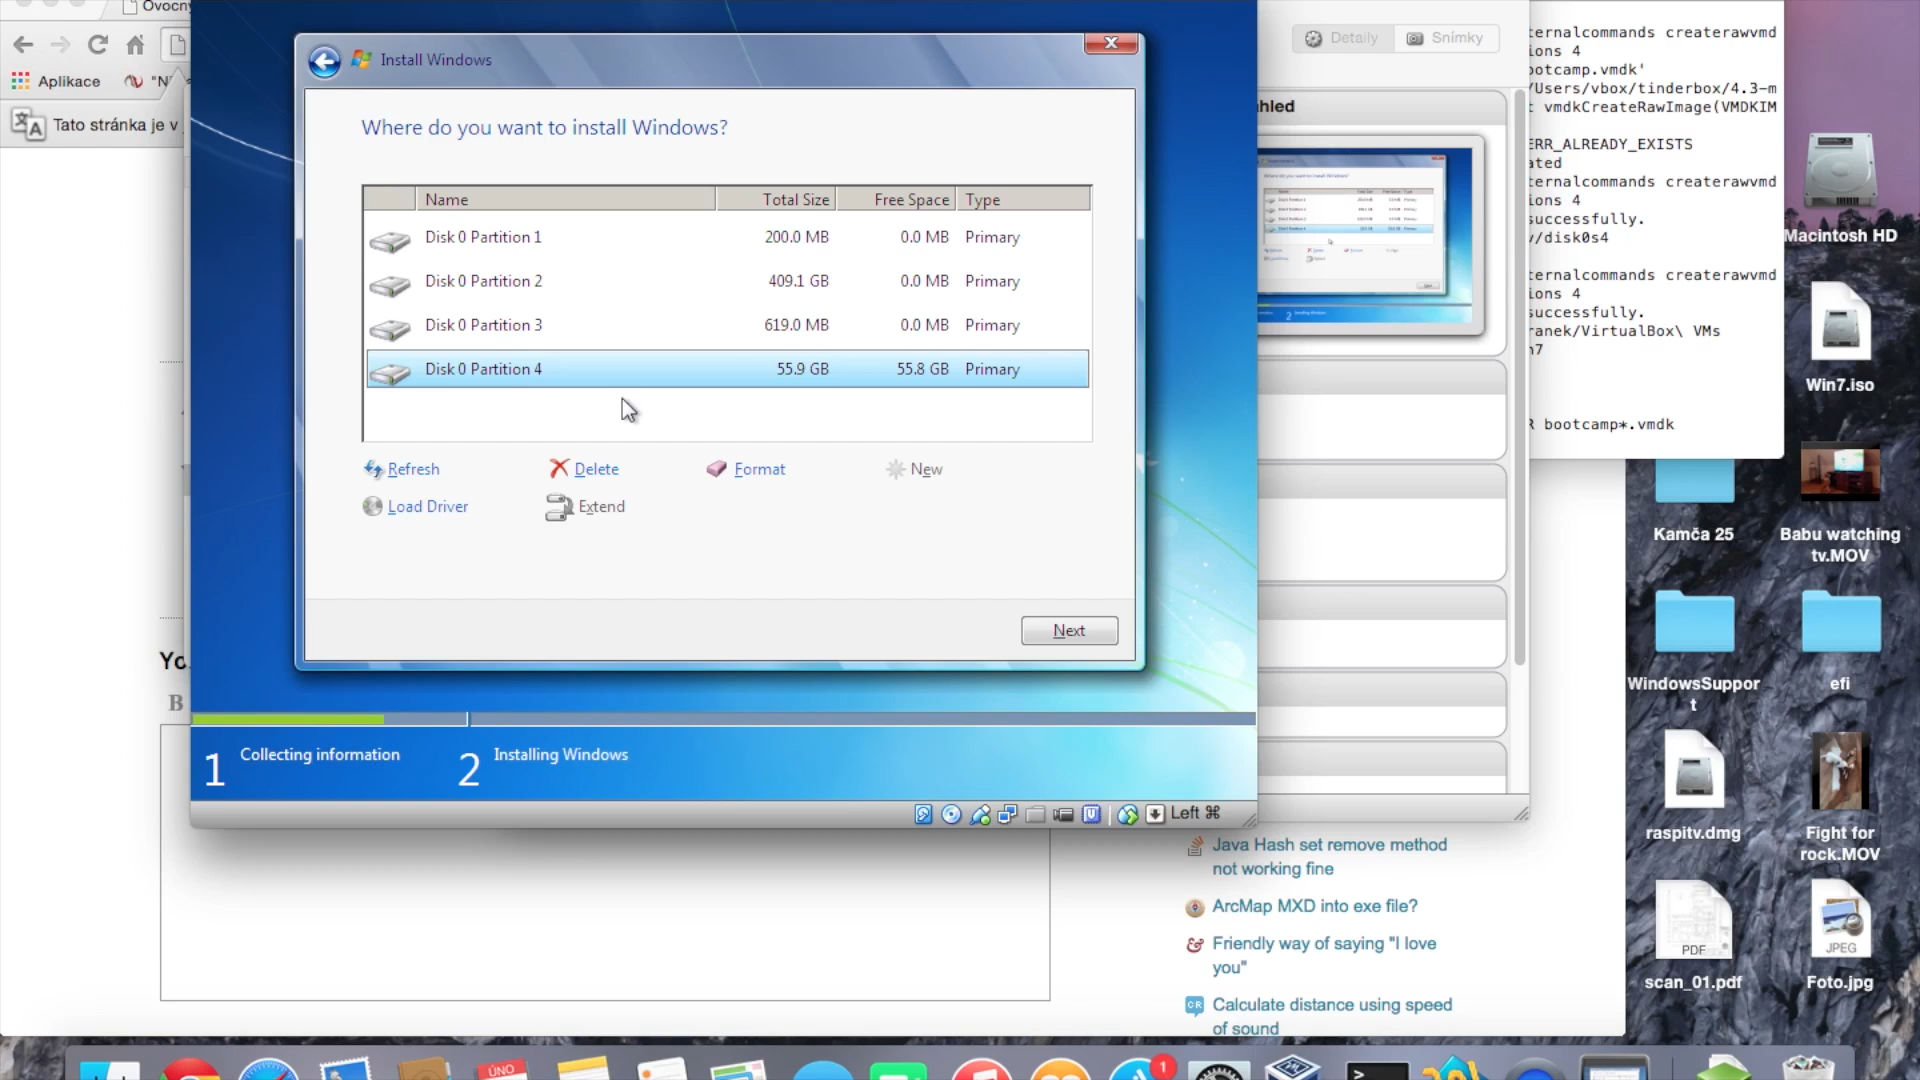 Ovocny
Aplikace
"N
Tato stránka je v
Install Windows
Where do you want to install Windows?
Name Total Size Free Space Type
Disk 0 Partition 1 200.0 MB 0.0 MB Primary
Disk 0 Partition 2 409.1 GB 0.0 MB Primary
Disk 0 Partition 3 619.0 MB 0.0 MB Primary
Disk 0 Partition 4 55.9 GB 55.8 GB Primary
Refresh Delete Format New
Load Driver Extend
Next
1 Collecting information 2 Installing Windows
Left ⌘
Detaily Snímky
hled
ternalcommands createrawvmd
ions 4
ootcamp.vmdk'
/Users/vbox/tinderbox/4.3-m
t vmdkCreateRawImage(VMDKIM
ERR_ALREADY_EXISTS
ated
ternalcommands createrawvmd
ions 4
successfully.
v/disk0s4
ternalcommands createrawvmd
ions 4
successfully.
ranek/VirtualBox\ VMs
n7
R bootcamp*.vmdk
Yo
B
Java Hash set remove method
not working fine
ArcMap MXD into exe file?
Friendly way of saying "I love
you"
CR
Calculate distance using speed
of sound
Macintosh HD
Win7.iso
Kamča 25
Babu watching
tv.MOV
WindowsSuppor
t
efi
raspitv.dmg
Fight for
rock.MOV
PDF
scan_01.pdf
JPEG
Foto.jpg
ÚNO
1